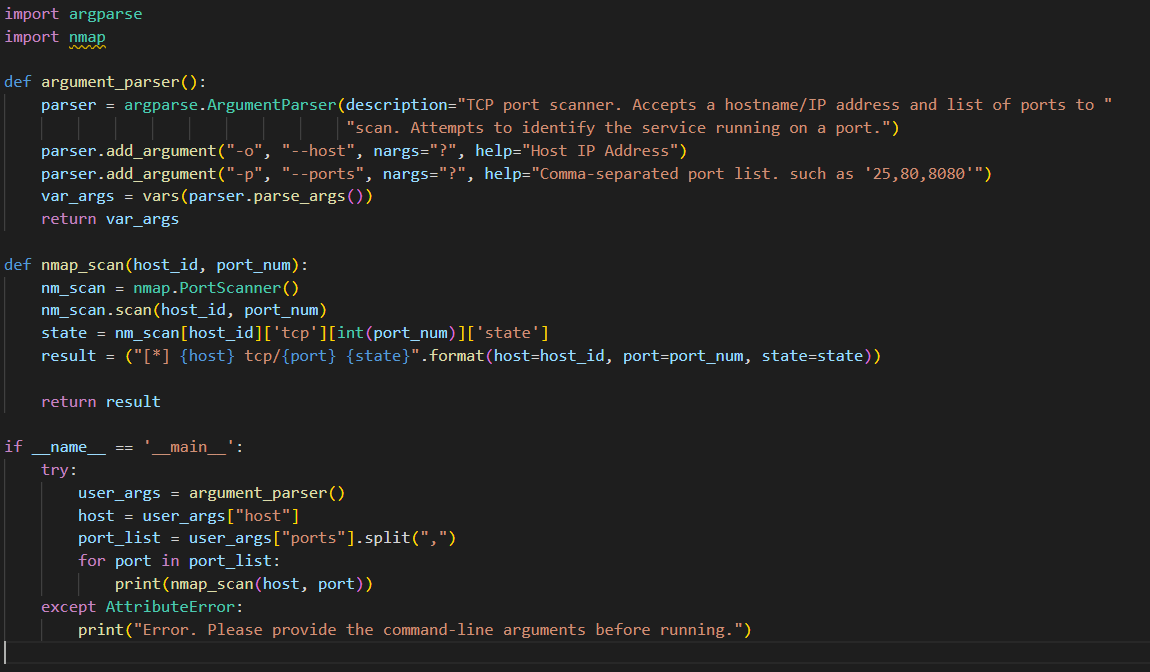 import argparse
import nmap

def argument_parser():
    parser = argparse.ArgumentParser(description="TCP port scanner. Accepts a hostname/IP address and list of ports to "
                                 "scan. Attempts to identify the service running on a port.")
    parser.add_argument("-o", "--host", nargs="?", help="Host IP Address")
    parser.add_argument("-p", "--ports", nargs="?", help="Comma-separated port list. such as '25,80,8080'")
    var_args = vars(parser.parse_args())
    return var_args

def nmap_scan(host_id, port_num):
    nm_scan = nmap.PortScanner()
    nm_scan.scan(host_id, port_num)
    state = nm_scan[host_id]['tcp'][int(port_num)]['state']
    result = ("[*] {host} tcp/{port} {state}".format(host=host_id, port=port_num, state=state))

    return result

if __name__ == '__main__':
    try:
        user_args = argument_parser()
        host = user_args["host"]
        port_list = user_args["ports"].split(",")
        for port in port_list:
            print(nmap_scan(host, port))
    except AttributeError:
        print("Error. Please provide the command-line arguments before running.")